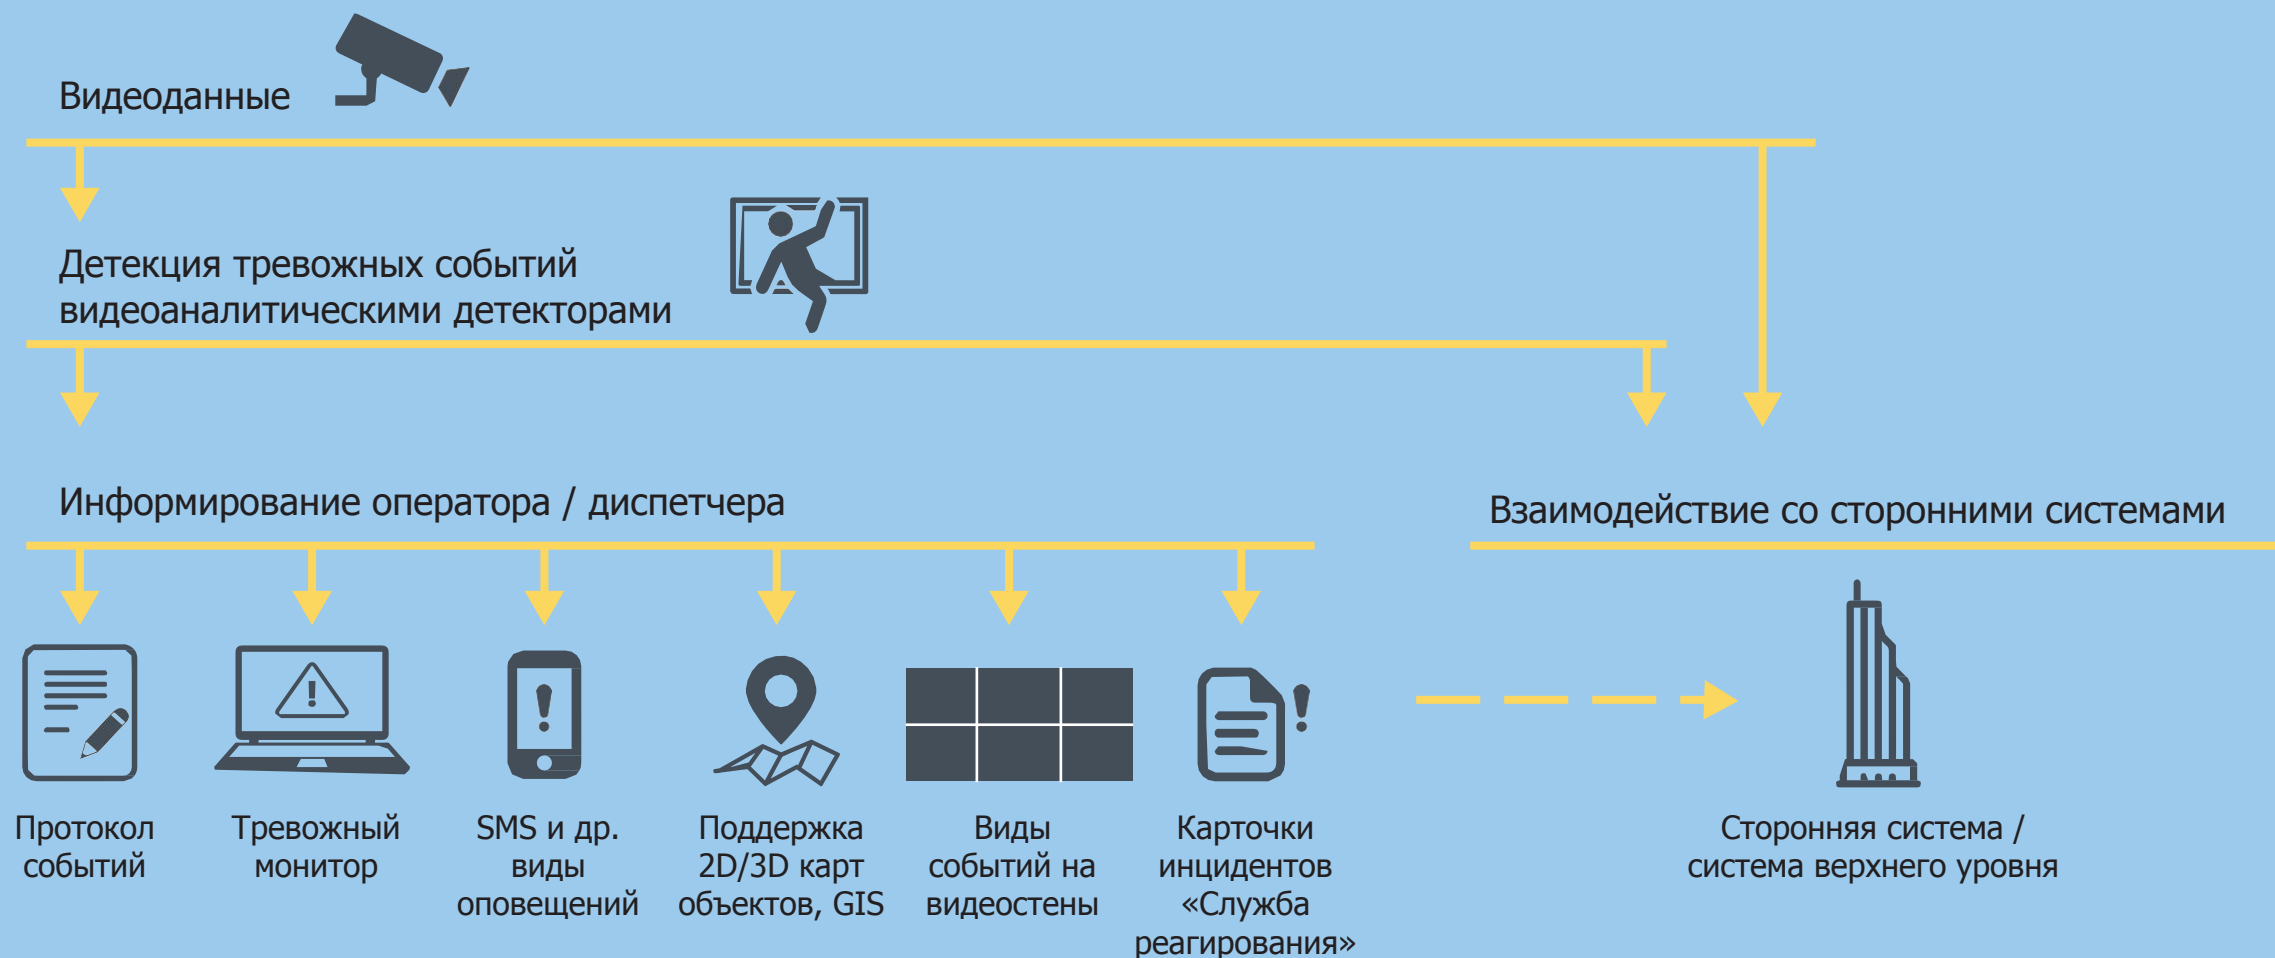 Видеоданные
Детекция тревожных событий
видеоаналитическими детекторами
Информирование оператора / диспетчера
Взаимодействие со сторонними системами
Протокол
событий
Тревожный
монитор
SMS и др.
виды
оповещений
Поддержка
2D/3D карт
объектов, GIS
Виды
событий на
видеостены
Карточки
инцидентов
«Служба
реагирования»
Сторонняя система /
система верхнего уровня